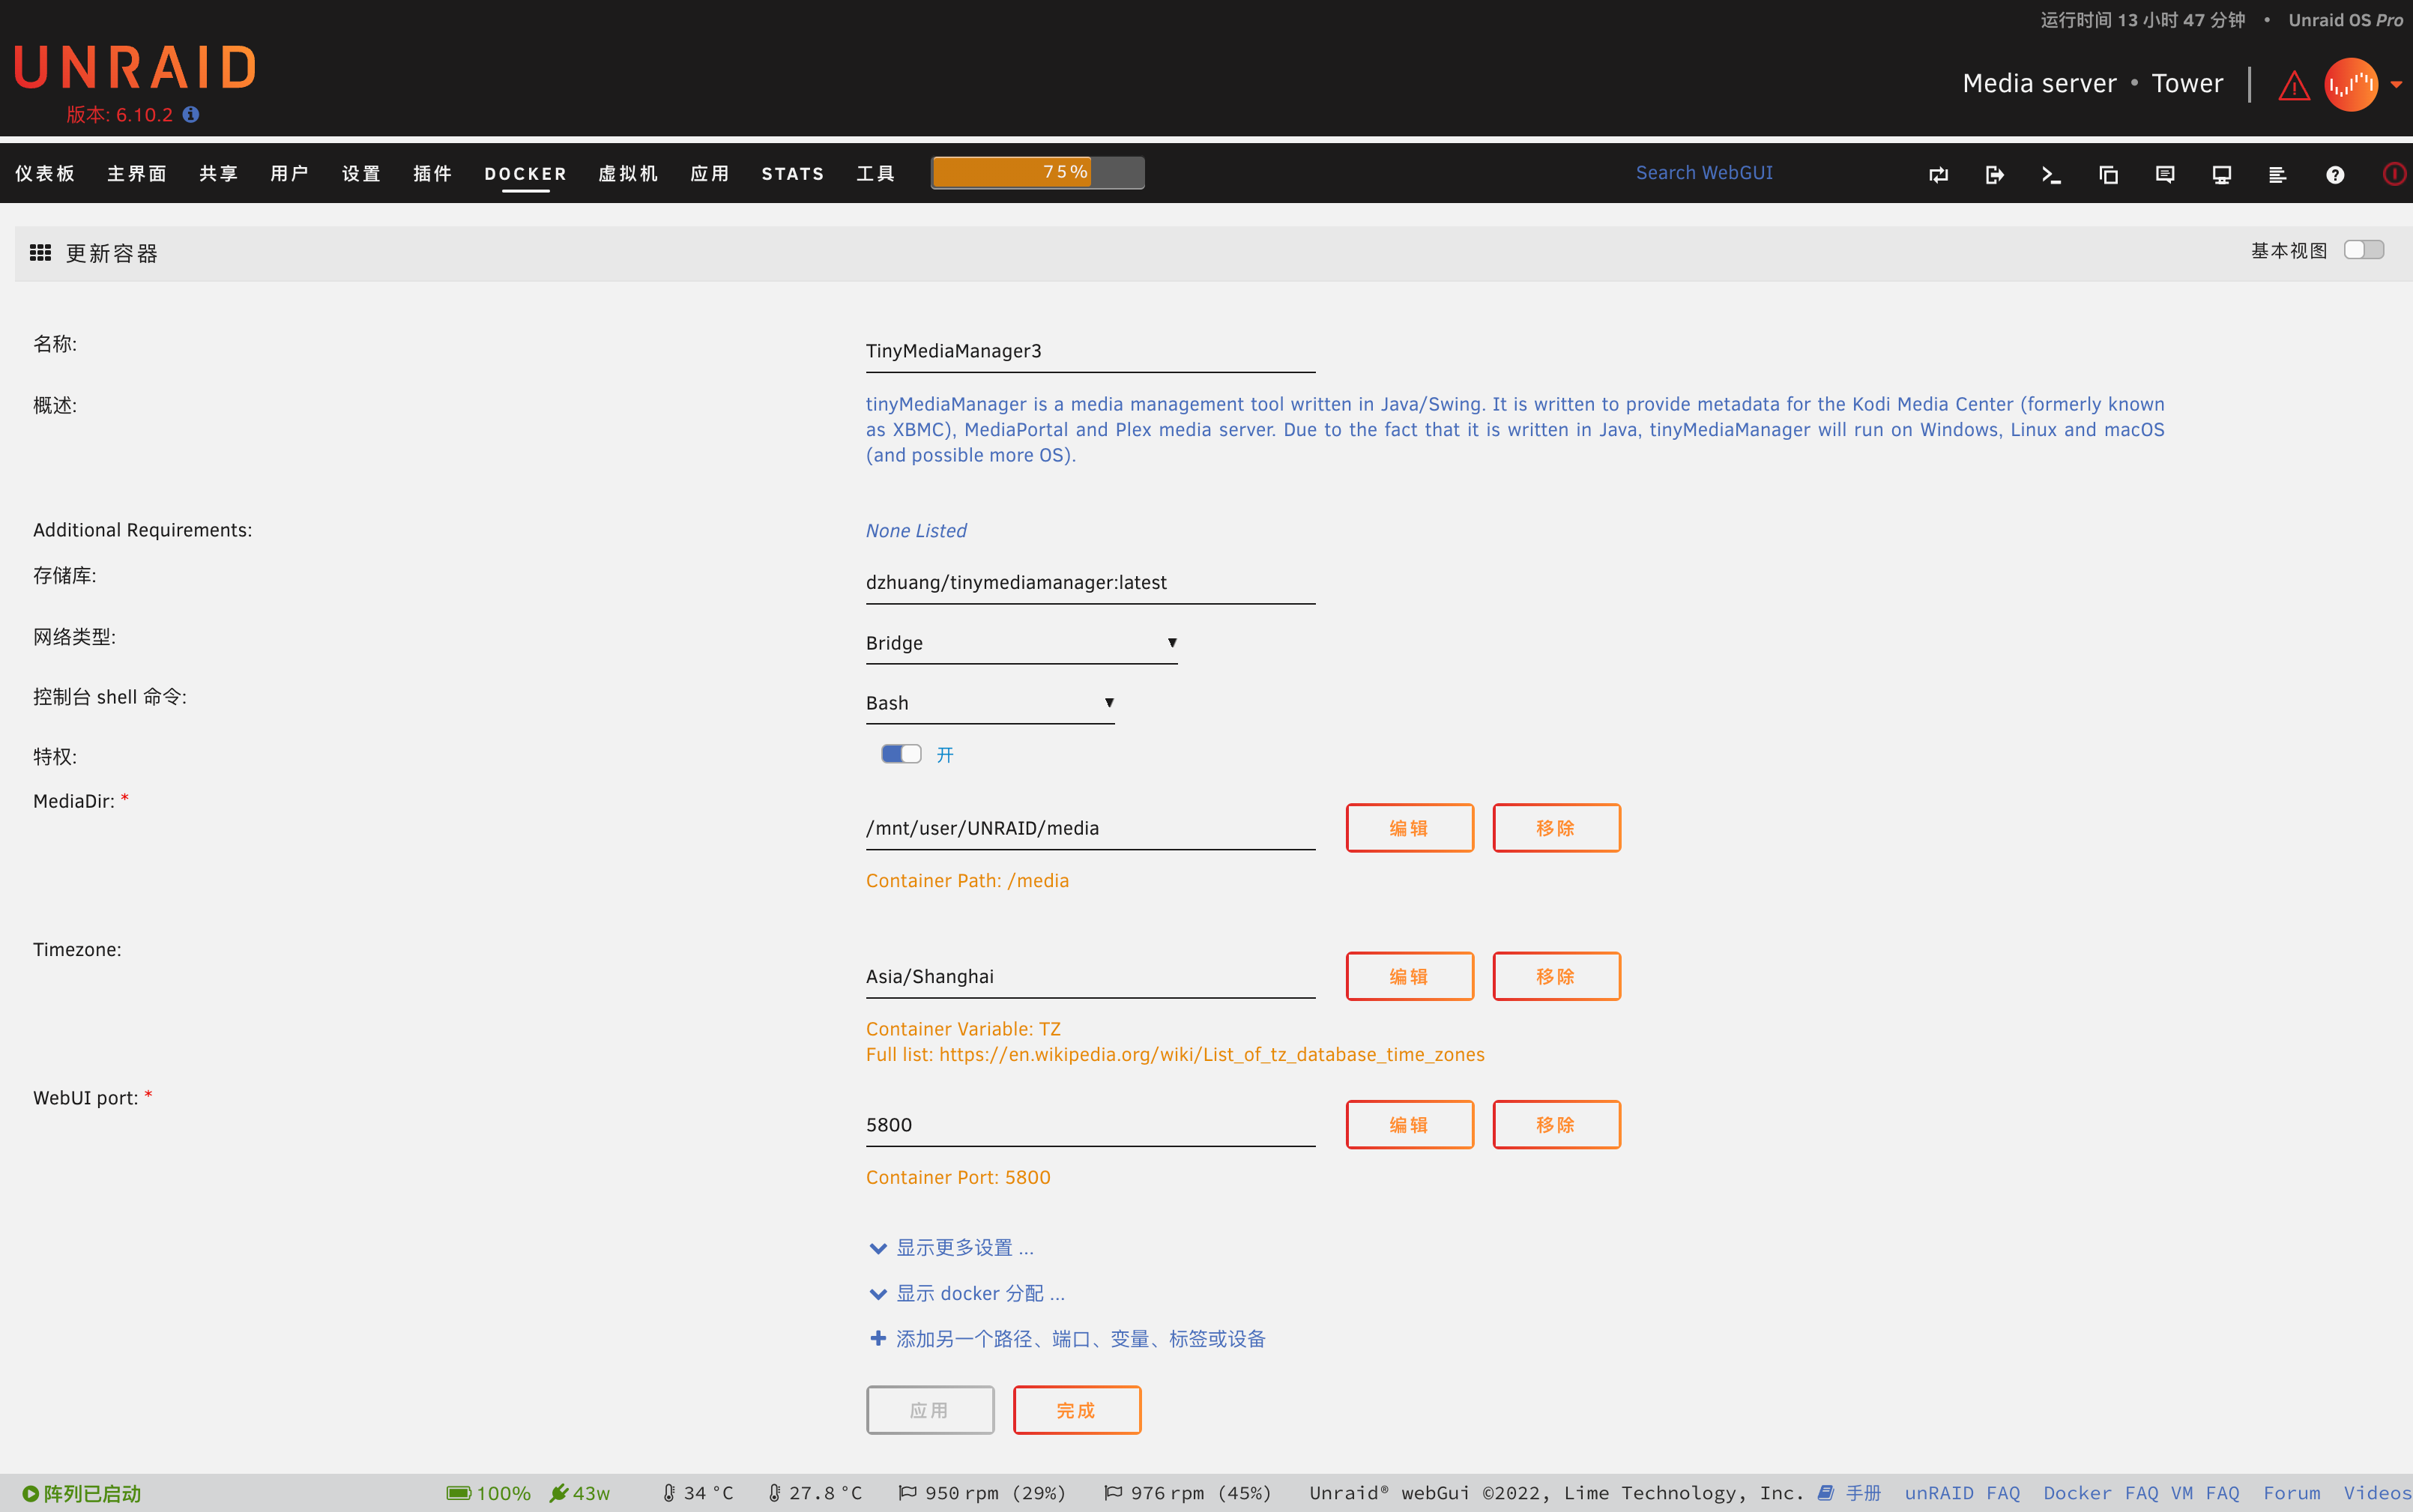 运行时间 13 小时 47 分钟 • Unraid OS Pro
UNRAID
版本: 6.10.2
Media server • Tower
仪表板 主界面 共享 用户 设置 插件 DOCKER 虚拟机 应用 STATS 工具 75% Search WebGUI
更新容器 基本视图
名称: TinyMediaManager3
概述: tinyMediaManager is a media management tool written in Java/Swing. It is written to provide metadata for the Kodi Media Center (formerly known
as XBMC), MediaPortal and Plex media server. Due to the fact that it is written in Java, tinyMediaManager will run on Windows, Linux and macOS
(and possible more OS).
Additional Requirements: None Listed
存储库: dzhuang/tinymediamanager:latest
网络类型: Bridge
控制台 shell 命令: Bash
特权: 开
MediaDir: *
/mnt/user/UNRAID/media 编辑 移除
Container Path: /media
Timezone:
Asia/Shanghai 编辑 移除
Container Variable: TZ
Full list: https://en.wikipedia.org/wiki/List_of_tz_database_time_zones
WebUI port: *
5800 编辑 移除
Container Port: 5800
显示更多设置 ...
显示 docker 分配 ...
添加另一个路径、端口、变量、标签或设备
应用 完成
阵列已启动 100% 43w 34 °C 27.8 °C 950 rpm (29%) 976 rpm (45%) Unraid® webGui ©2022, Lime Technology, Inc. 手册 unRAID FAQ Docker FAQ VM FAQ Forum Videos